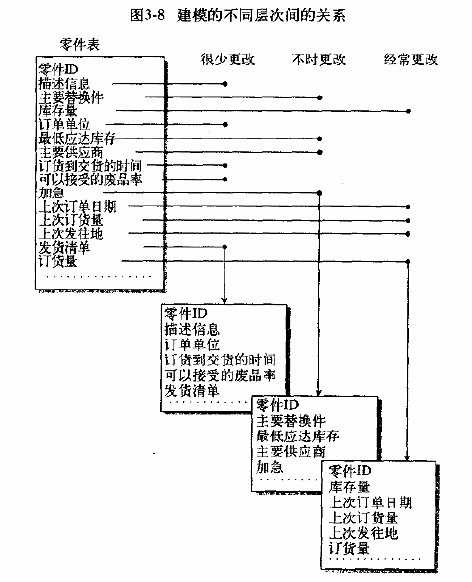 图3-8 建模的不同层次间的关系
零件表
很少更改 不时更改 经常更改
零件ID
描述信息
主要替换件
库存量
订单单位
最低应达库存
主要供应商
订货到交货的时间
可以接受的废品率
加急
上次订单日期
上次订货量
上次发往地
发货清单
订货量
零件ID
描述信息
订单单位
订货到交货的时间
可以接受的废品率
发货清单
零件ID
主要替换件
最低应达库存
主要供应商
加急
零件ID
库存量
上次订单日期
上次订货量
上次发往地
订货量